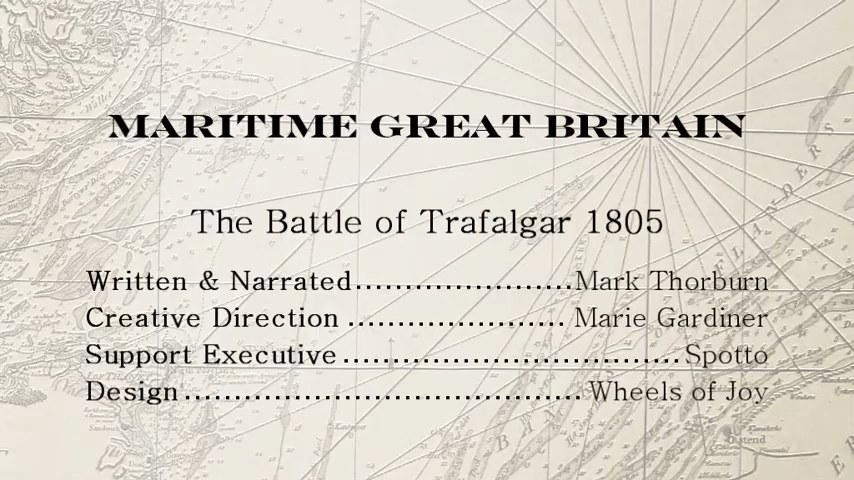 MARITIME GREAT BRITAIN
The Battle of Trafalgar 1805
Written & Narrated......................Mark Thorburn
Creative Direction ...................... Marie Gardiner
Support Executive ..................................Spotto
Design........................................ Wheels of Joy